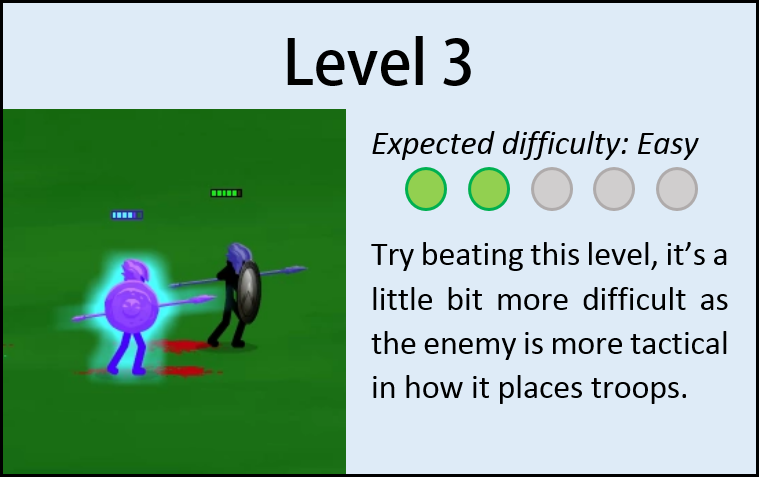 Level 3
Expected difficulty: Easy
Try beating this level, it’s a
little bit more difficult as
the enemy is more tactical
in how it places troops.